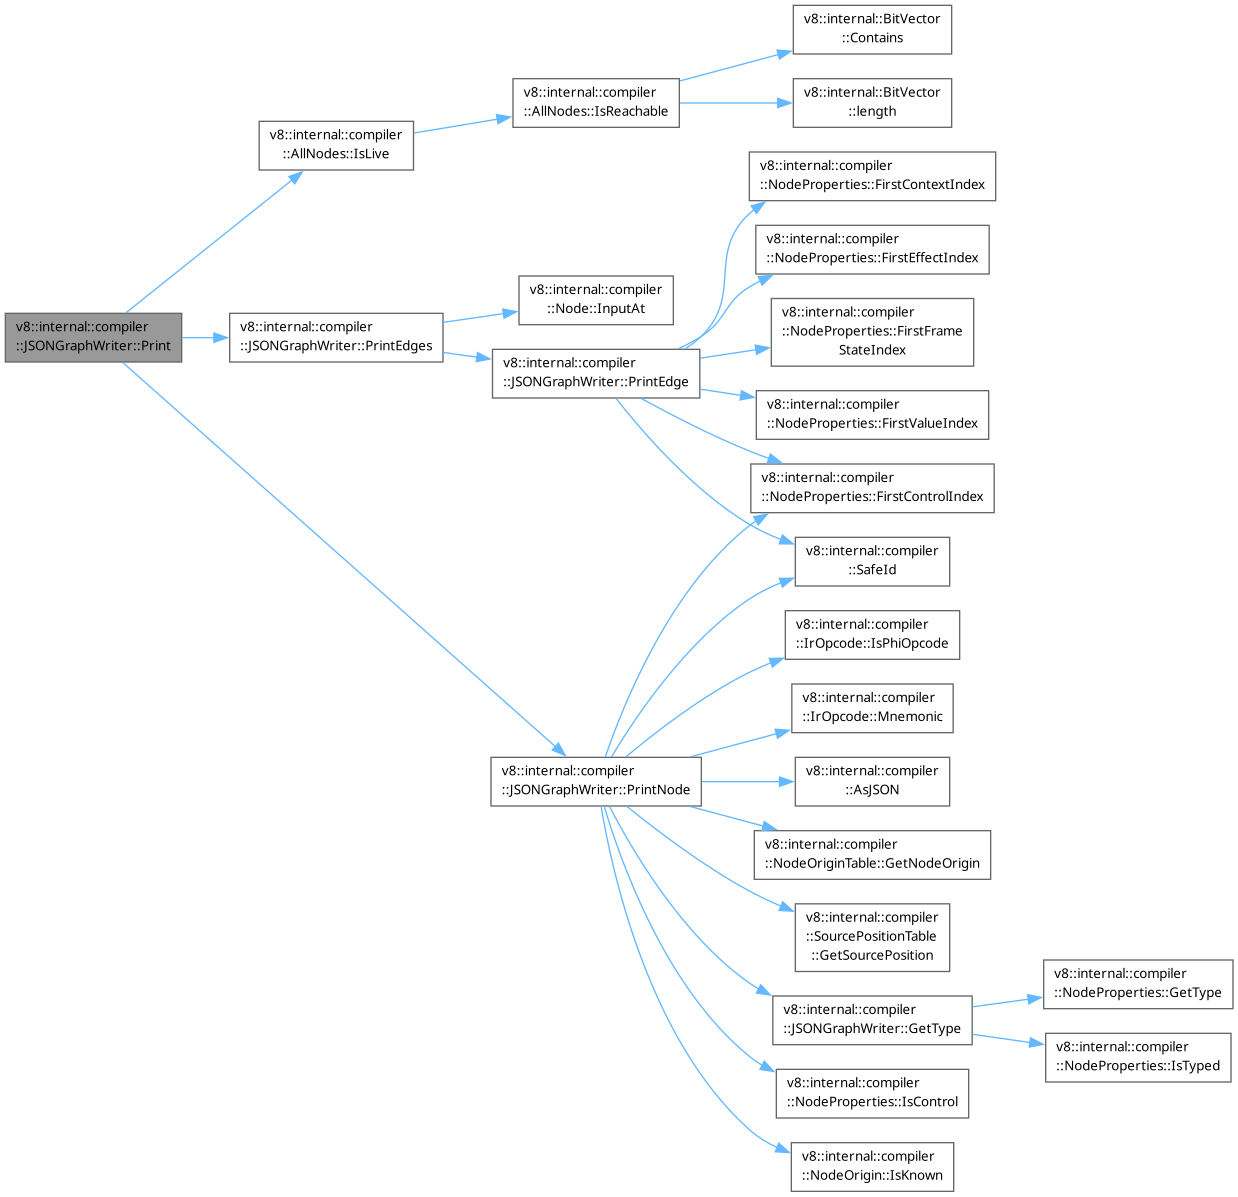 v8::internal::BitVector
::Contains
v8::internal::compiler
::AllNodes::IsReachable
v8::internal::BitVector
::length
v8::internal::compiler
::AllNodes::IsLive
v8::internal::compiler
::NodeProperties::FirstContextIndex
v8::internal::compiler
::NodeProperties::FirstEffectIndex
v8::internal::compiler
::Node::InputAt
v8::internal::compiler
::NodeProperties::FirstFrame
StateIndex
v8::internal::compiler
::JSONGraphWriter::Print
v8::internal::compiler
::JSONGraphWriter::PrintEdges
v8::internal::compiler
::JSONGraphWriter::PrintEdge
v8::internal::compiler
::NodeProperties::FirstValueIndex
v8::internal::compiler
::NodeProperties::FirstControlIndex
v8::internal::compiler
::SafeId
v8::internal::compiler
::IrOpcode::IsPhiOpcode
v8::internal::compiler
::IrOpcode::Mnemonic
v8::internal::compiler
::JSONGraphWriter::PrintNode
v8::internal::compiler
::AsJSON
v8::internal::compiler
::NodeOriginTable::GetNodeOrigin
v8::internal::compiler
::SourcePositionTable
::GetSourcePosition
v8::internal::compiler
::JSONGraphWriter::GetType
v8::internal::compiler
::NodeProperties::GetType
v8::internal::compiler
::NodeProperties::IsTyped
v8::internal::compiler
::NodeProperties::IsControl
v8::internal::compiler
::NodeOrigin::IsKnown